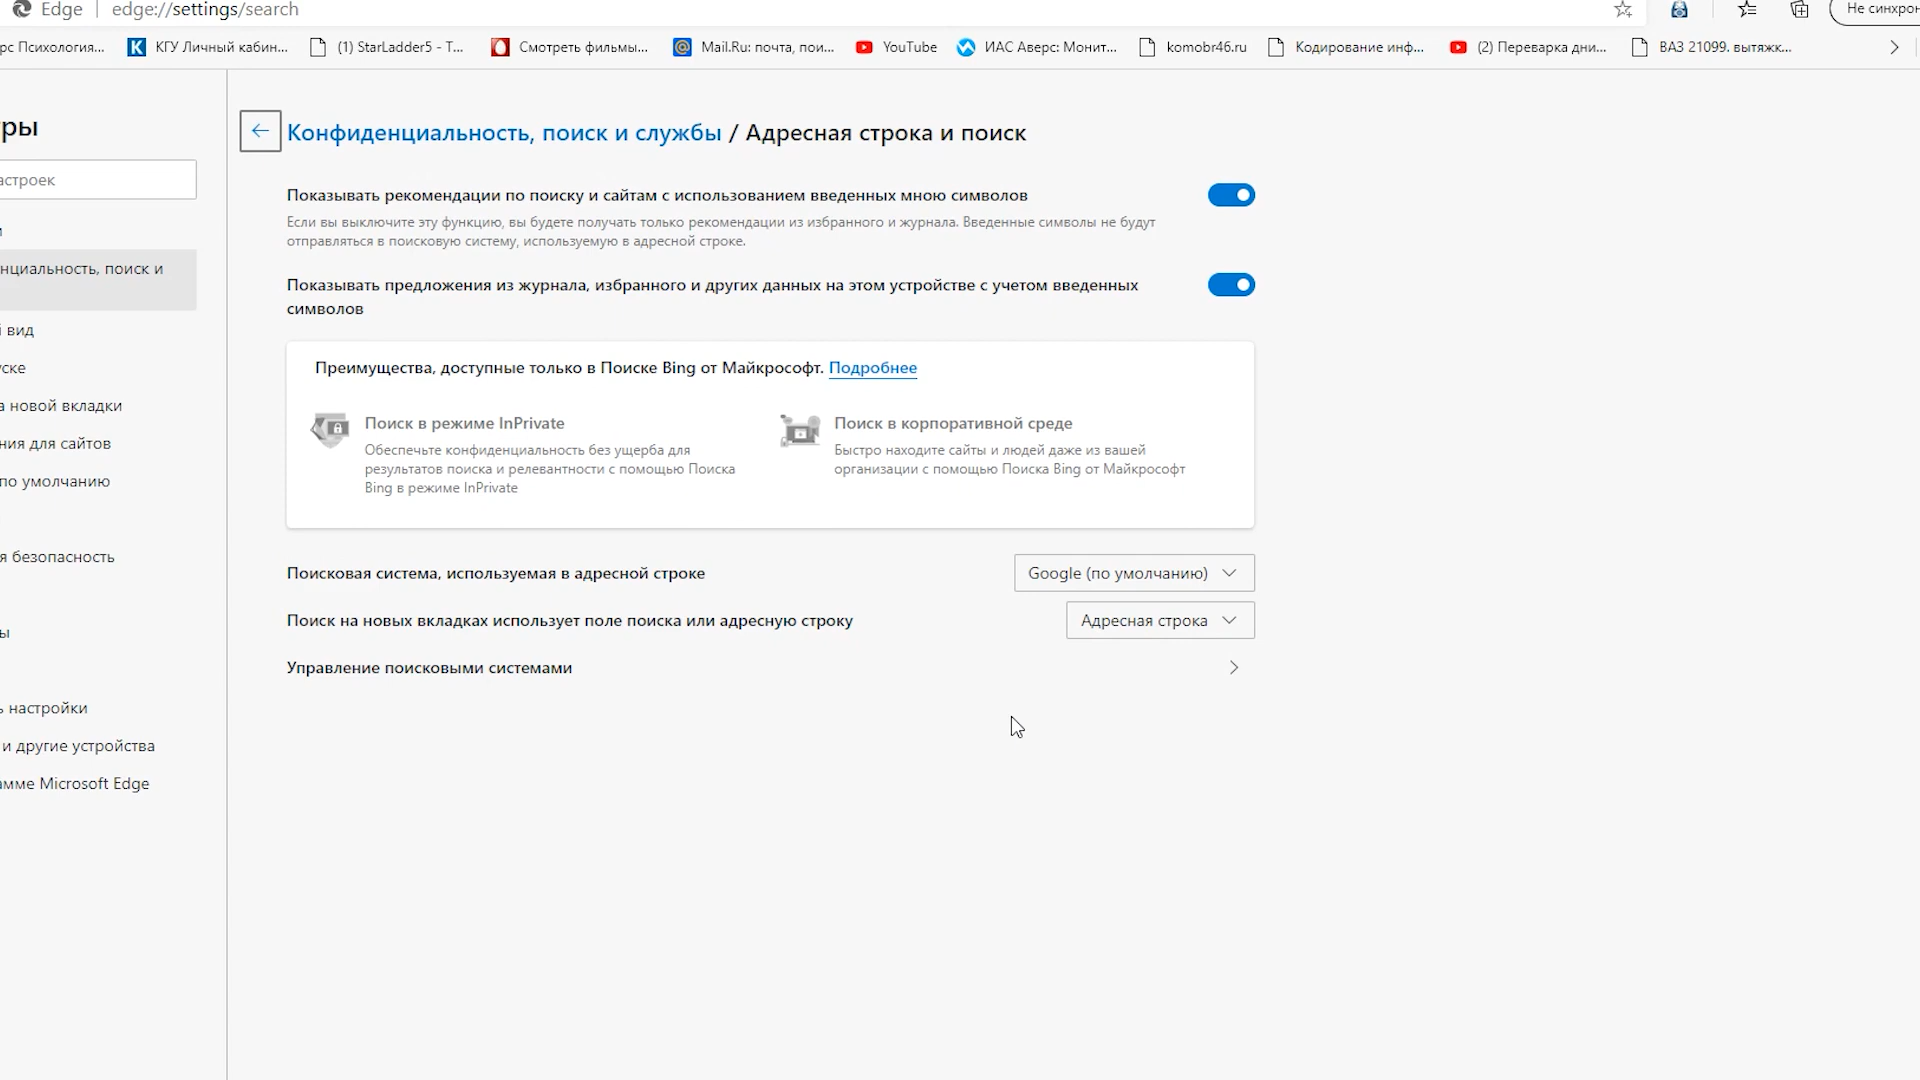 Edge | edge://settings/search
Не синхрон
рс Психология...
КГУ Личный кабин...
(1) StarLadder5 - Т...
Смотреть фильмы...
Mail.Ru: почта, пои...
YouTube
ИАС Аверс: Монит...
komobr46.ru
Кодирование инф...
(2) Переварка дни...
ВАЗ 21099. вытяжк...
ры
астроек
нциальность, поиск и
й вид
уске
а новой вкладки
ния для сайтов
по умолчанию
я безопасность
ы
ь настройки
и другие устройства
амме Microsoft Edge
Конфиденциальность, поиск и службы / Адресная строка и поиск
Показывать рекомендации по поиску и сайтам с использованием введенных мною символов
Если вы выключите эту функцию, вы будете получать только рекомендации из избранного и журнала. Введенные символы не будут
отправляться в поисковую систему, используемую в адресной строке.
Показывать предложения из журнала, избранного и других данных на этом устройстве с учетом введенных
символов
Преимущества, доступные только в Поиске Bing от Майкрософт. Подробнее
Поиск в режиме InPrivate
Обеспечьте конфиденциальность без ущерба для
результатов поиска и релевантности с помощью Поиска
Bing в режиме InPrivate
Поиск в корпоративной среде
Быстро находите сайты и людей даже из вашей
организации с помощью Поиска Bing от Майкрософт
Поисковая система, используемая в адресной строке
Google (по умолчанию)
Поиск на новых вкладках использует поле поиска или адресную строку
Адресная строка
Управление поисковыми системами